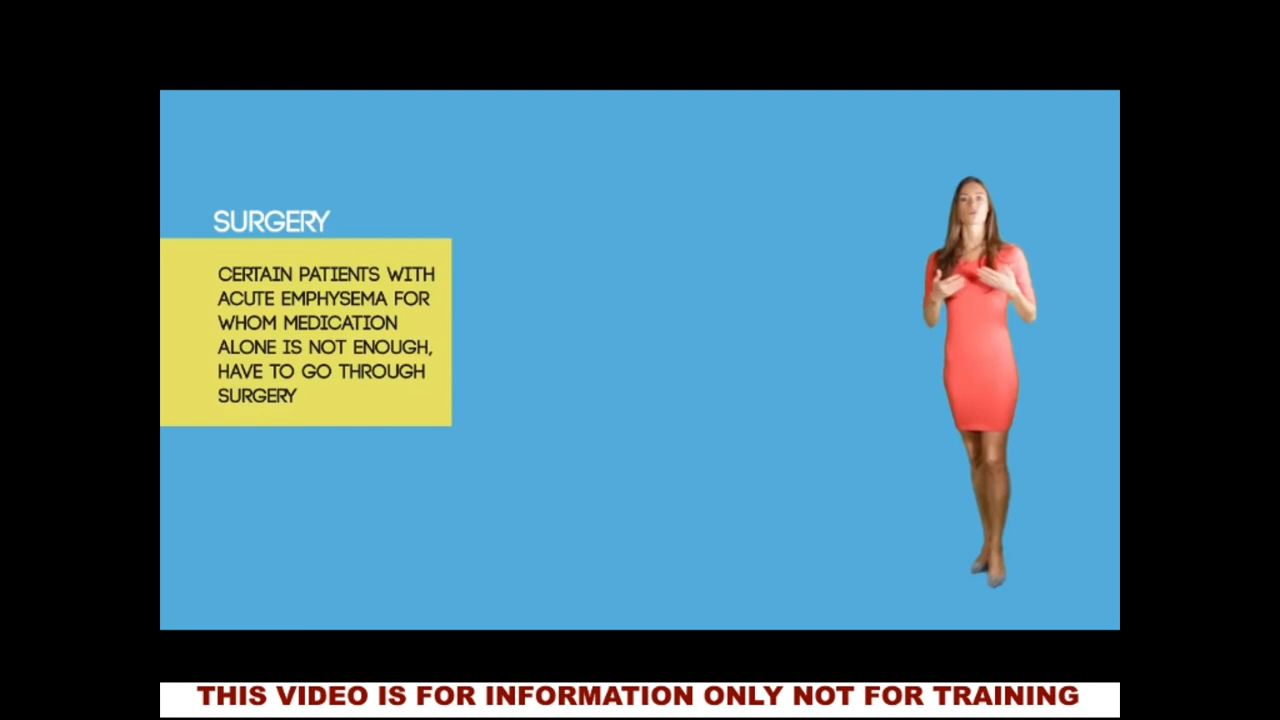 SURGERY
CERTAIN PATIENTS WITH
ACUTE EMPHYSEMA FOR
WHOM MEDICATION
ALONE IS NOT ENOUGH,
HAVE TO GO THROUGH
SURGERY
THIS VIDEO IS FOR INFORMATION ONLY NOT FOR TRAINING